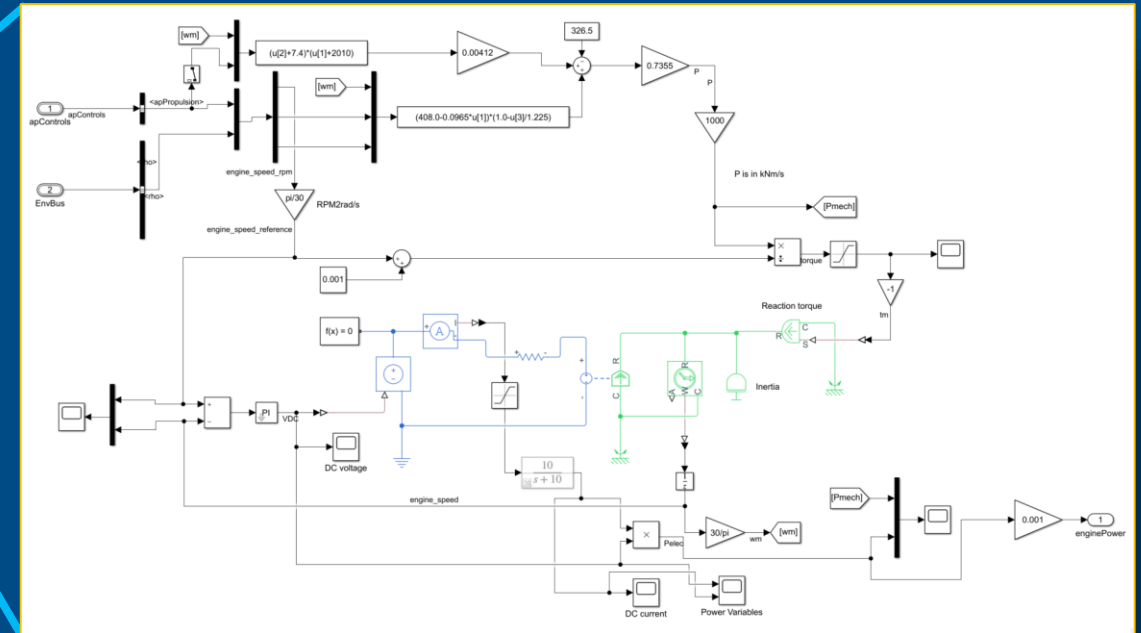 [wm]
(u[2]+7.4)*(u[1]+2010)
0.00412
326.5
0.7355
P
P
<apPropulsion>
[wm]
1
apControls
apControls
(408.0-0.0965*u[1])*(1.0-u[3]/1.225)
1000
<rho>
engine_speed_rpm
P is in kNm/s
2
EnvBus
<rho>
pi/30
RPM2rad/s
[Pmech]
engine_speed_reference
0.001
torque
-1
tm
Reaction torque
f(x) = 0
A
I
R
C
S
R
C
A
W
R
C
Inertia
PI
VDC
DC voltage
10
s+10
engine_speed
[Pmech]
30/pi
wm
[wm]
Pelec
0.001
1
enginePower
DC current
Power Variables